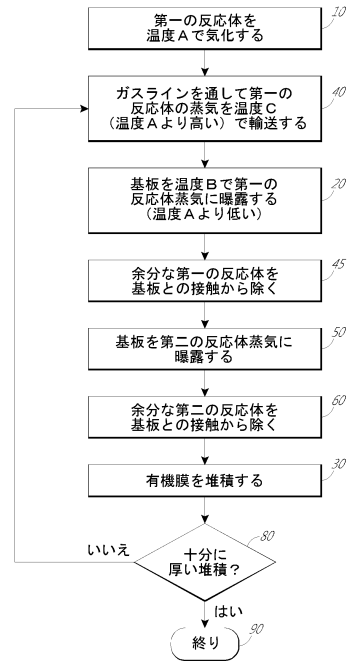 10
第一の反応体を
温度Aで気化する
40
ガスラインを通して第一の
反応体の蒸気を温度C
（温度Aより高い）で輸送する
20
基板を温度Bで第一の
反応体蒸気に曝露する
（温度Aより低い）
45
余分な第一の反応体を
基板との接触から除く
50
基板を第二の反応体蒸気に
曝露する
60
余分な第二の反応体を
基板との接触から除く
30
有機膜を堆積する
80
いいえ
十分に
厚い堆積？
はい
90
終り